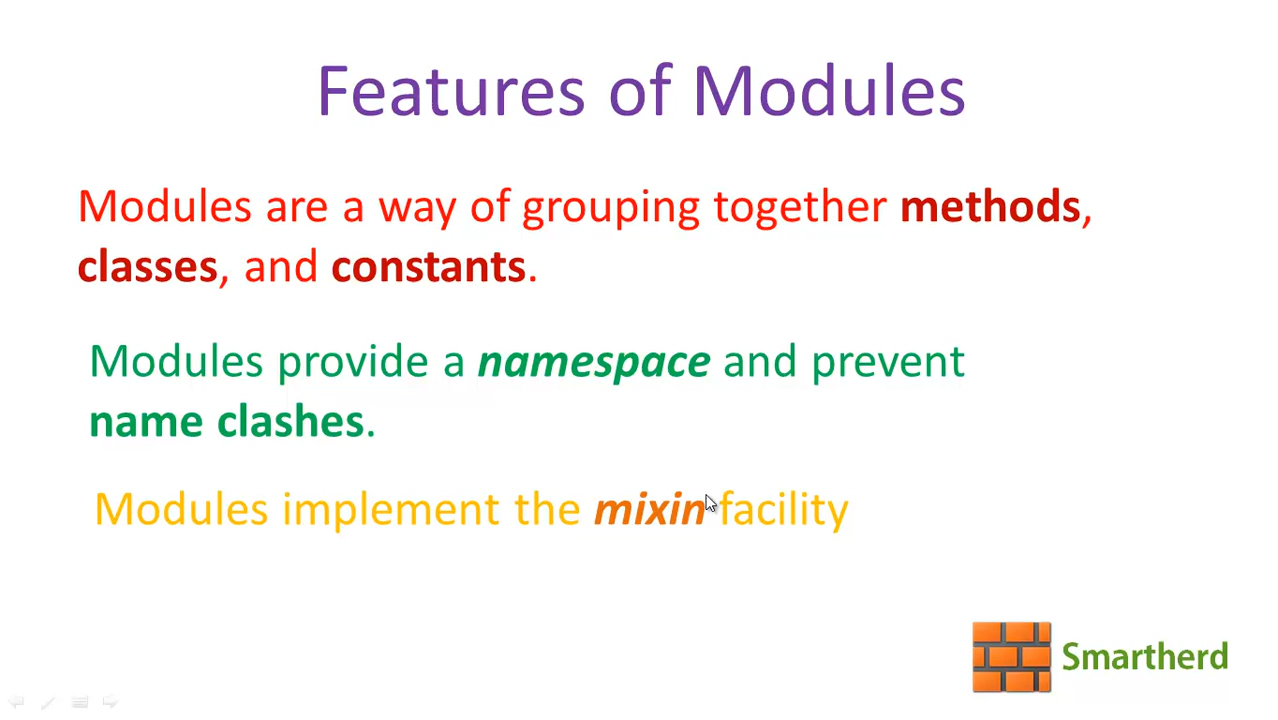 Features of Modules
Modules are a way of grouping together methods,
classes, and constants.
Modules provide a namespace and prevent
name clashes.
Modules implement the mixin facility
Smartherd